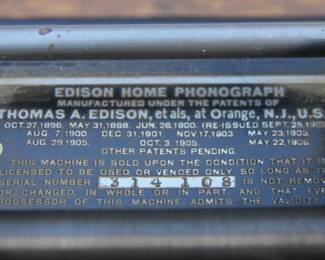 EDISON HOME PHONOGRAPH
MANUFACTURED UNDER THE PATENTS OF
THOMAS A. EDISON, et als, at Orange, N.J., U.S.
OCT. 27, 1896. MAY 31, 1898. JUN. 26, 1900. (RE-ISSUED SEPT. 25, 190
AUG. 7, 1900. DEC. 31, 1901. NOV. 17, 1903. MAY 23, 1905.
AUG. 29, 1905. OCT. 3, 1905. MAY 22, 1906.
OTHER PATENTS PENDING.
THIS MACHINE IS SOLD UPON THE CONDITION THAT IT IS
LICENSED TO BE USED OR VENDED ONLY SO LONG AS T
SERIAL NUMBER 314 108 IS NOT REMOV
OR CHANGED, IN WHOLE OR IN PART, AND THAT EVE
POSSESSOR OF THIS MACHINE ADMITS THE VALIDITY